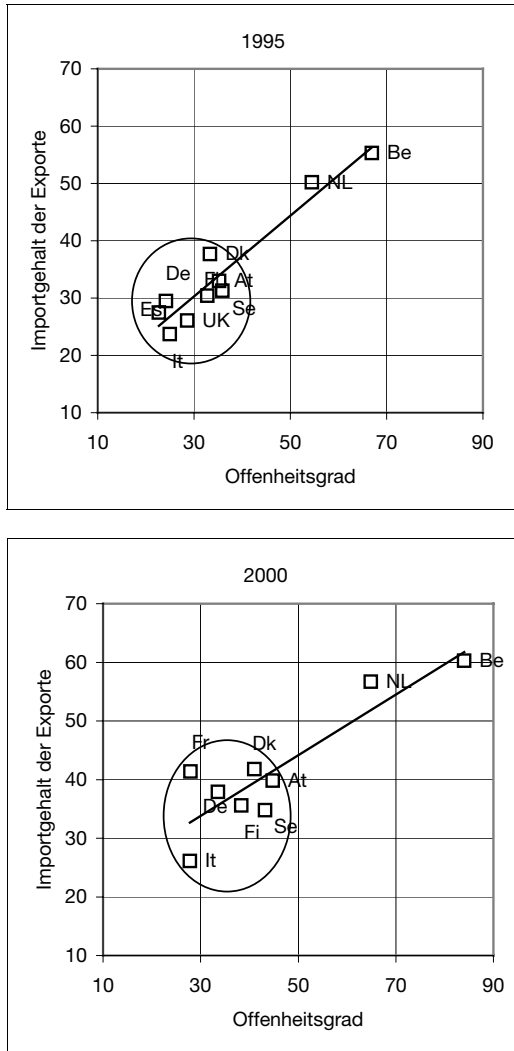 1995
70
60
50
40
30
20
10
Importgehalt der Exporte
Be
NL
Dk
De
Fi
At
Es
Se
UK
It
10 30 50 70 90
Offenheitsgrad
2000
70
60
50
40
30
20
10
Importgehalt der Exporte
Be
NL
Fr
Dk
At
De
Se
Fi
It
10 30 50 70 90
Offenheitsgrad